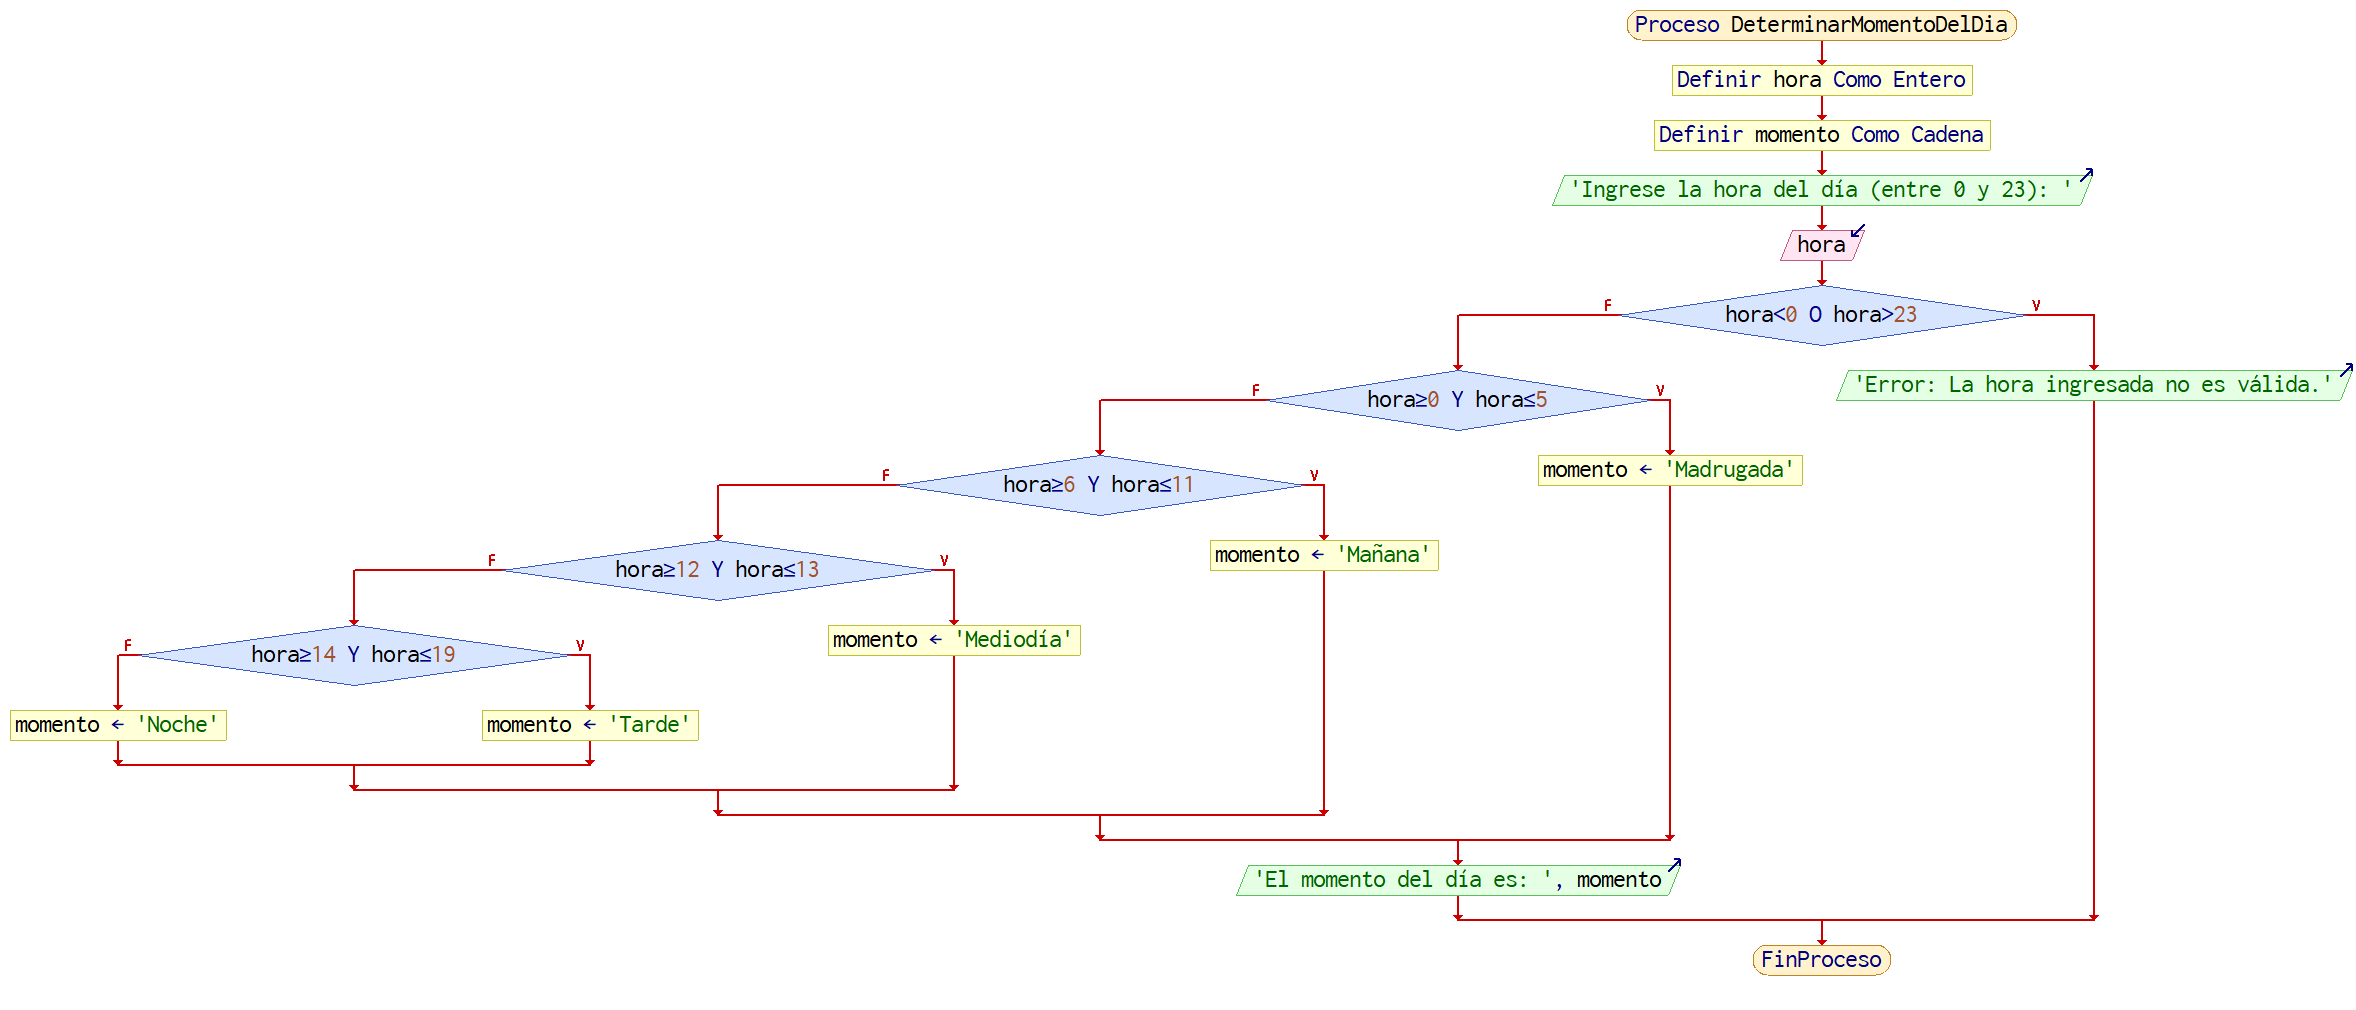 Proceso DeterminarMomentoDelDia
Definir hora Como Entero
Definir momento Como Cadena
'Ingrese la hora del día (entre 0 y 23): '
hora
hora<0 O hora>23
F
V
hora≥0 Y hora≤5
F
V
'Error: La hora ingresada no es válida.'
hora≥6 Y hora≤11
F
V
momento ← 'Madrugada'
hora≥12 Y hora≤13
F
V
momento ← 'Mañana'
hora≥14 Y hora≤19
F
V
momento ← 'Mediodía'
momento ← 'Noche'
momento ← 'Tarde'
'El momento del día es: ', momento
FinProceso